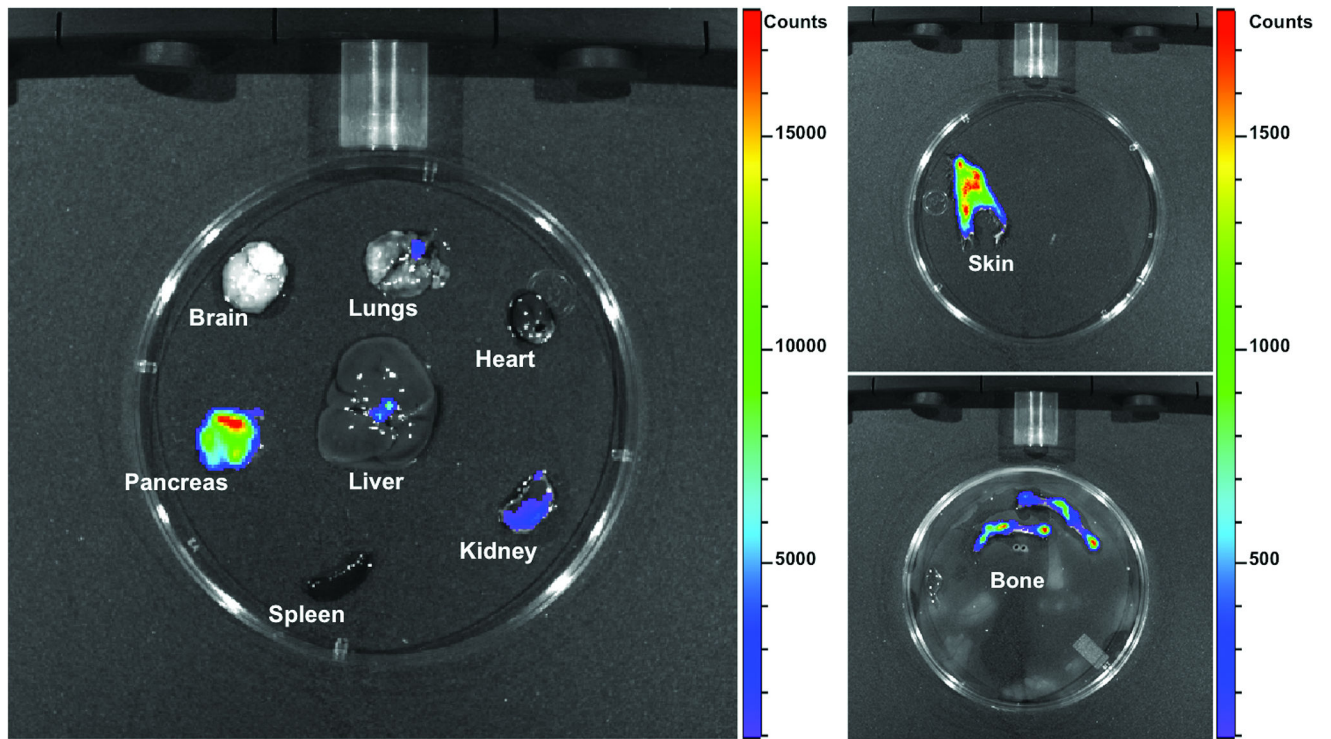 Counts
15000
10000
5000
Brain
Lungs
Heart
Pancreas
Liver
Kidney
Spleen
Counts
1500
1000
500
Skin
Bone